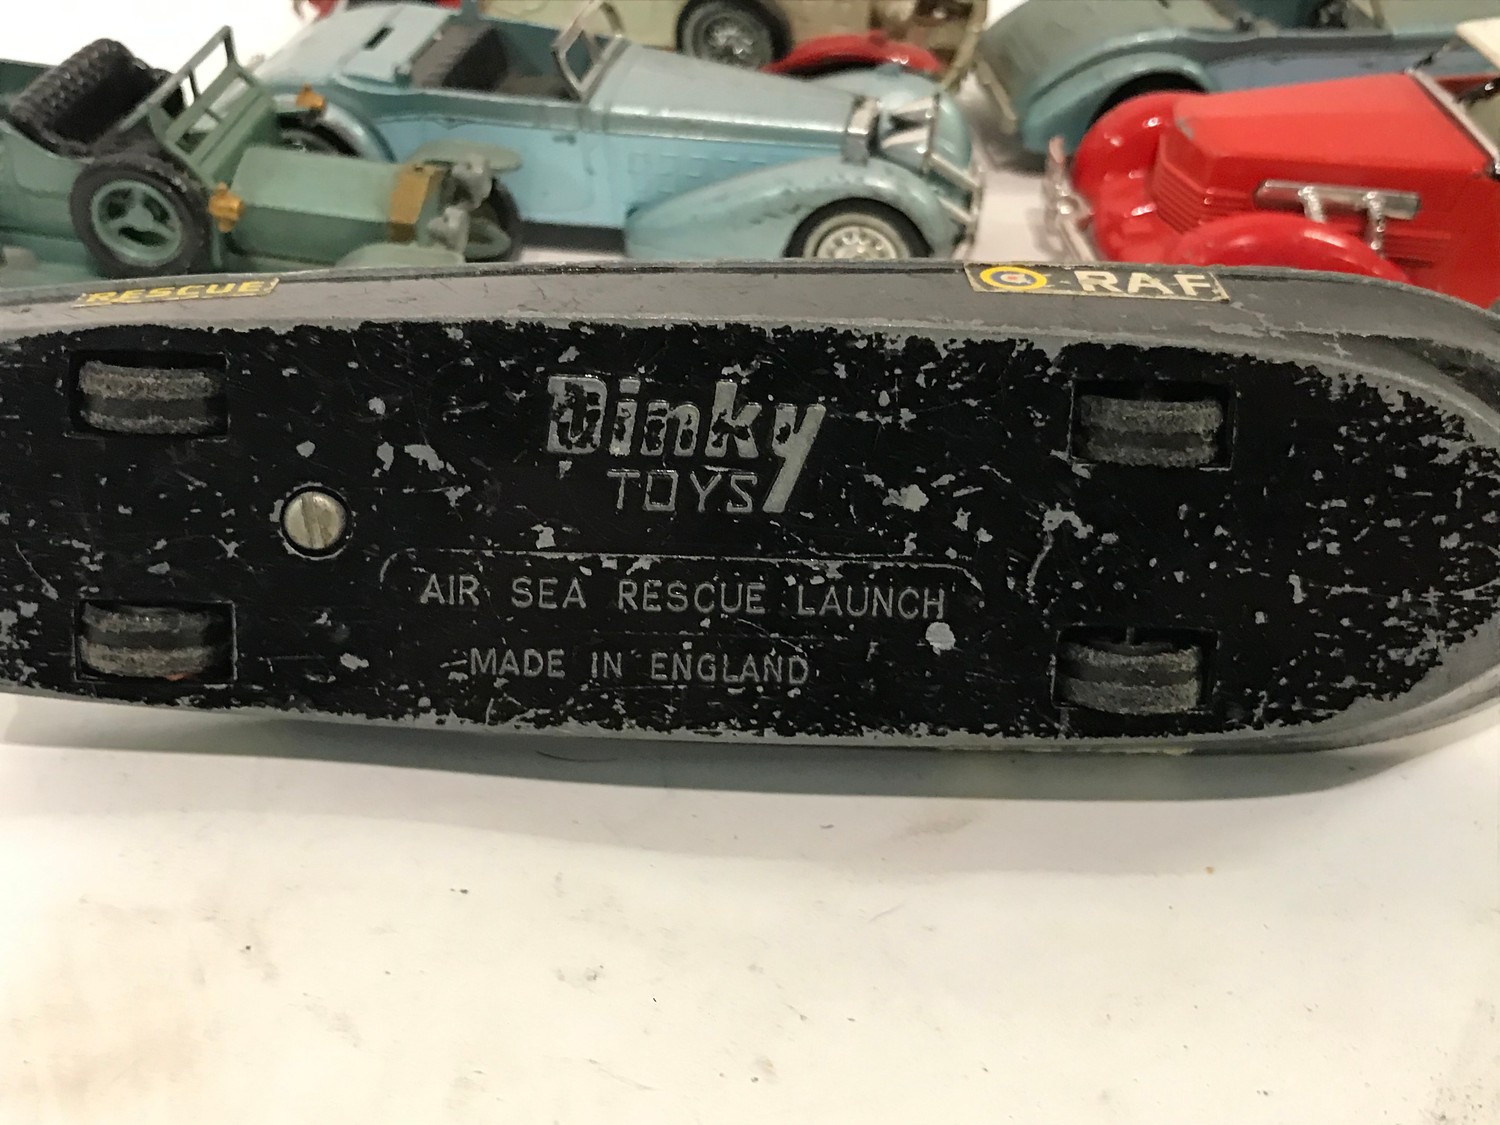 RESCUE
RAF
Dinky
TOYS
AIR SEA RESCUE LAUNCH
MADE IN ENGLAND